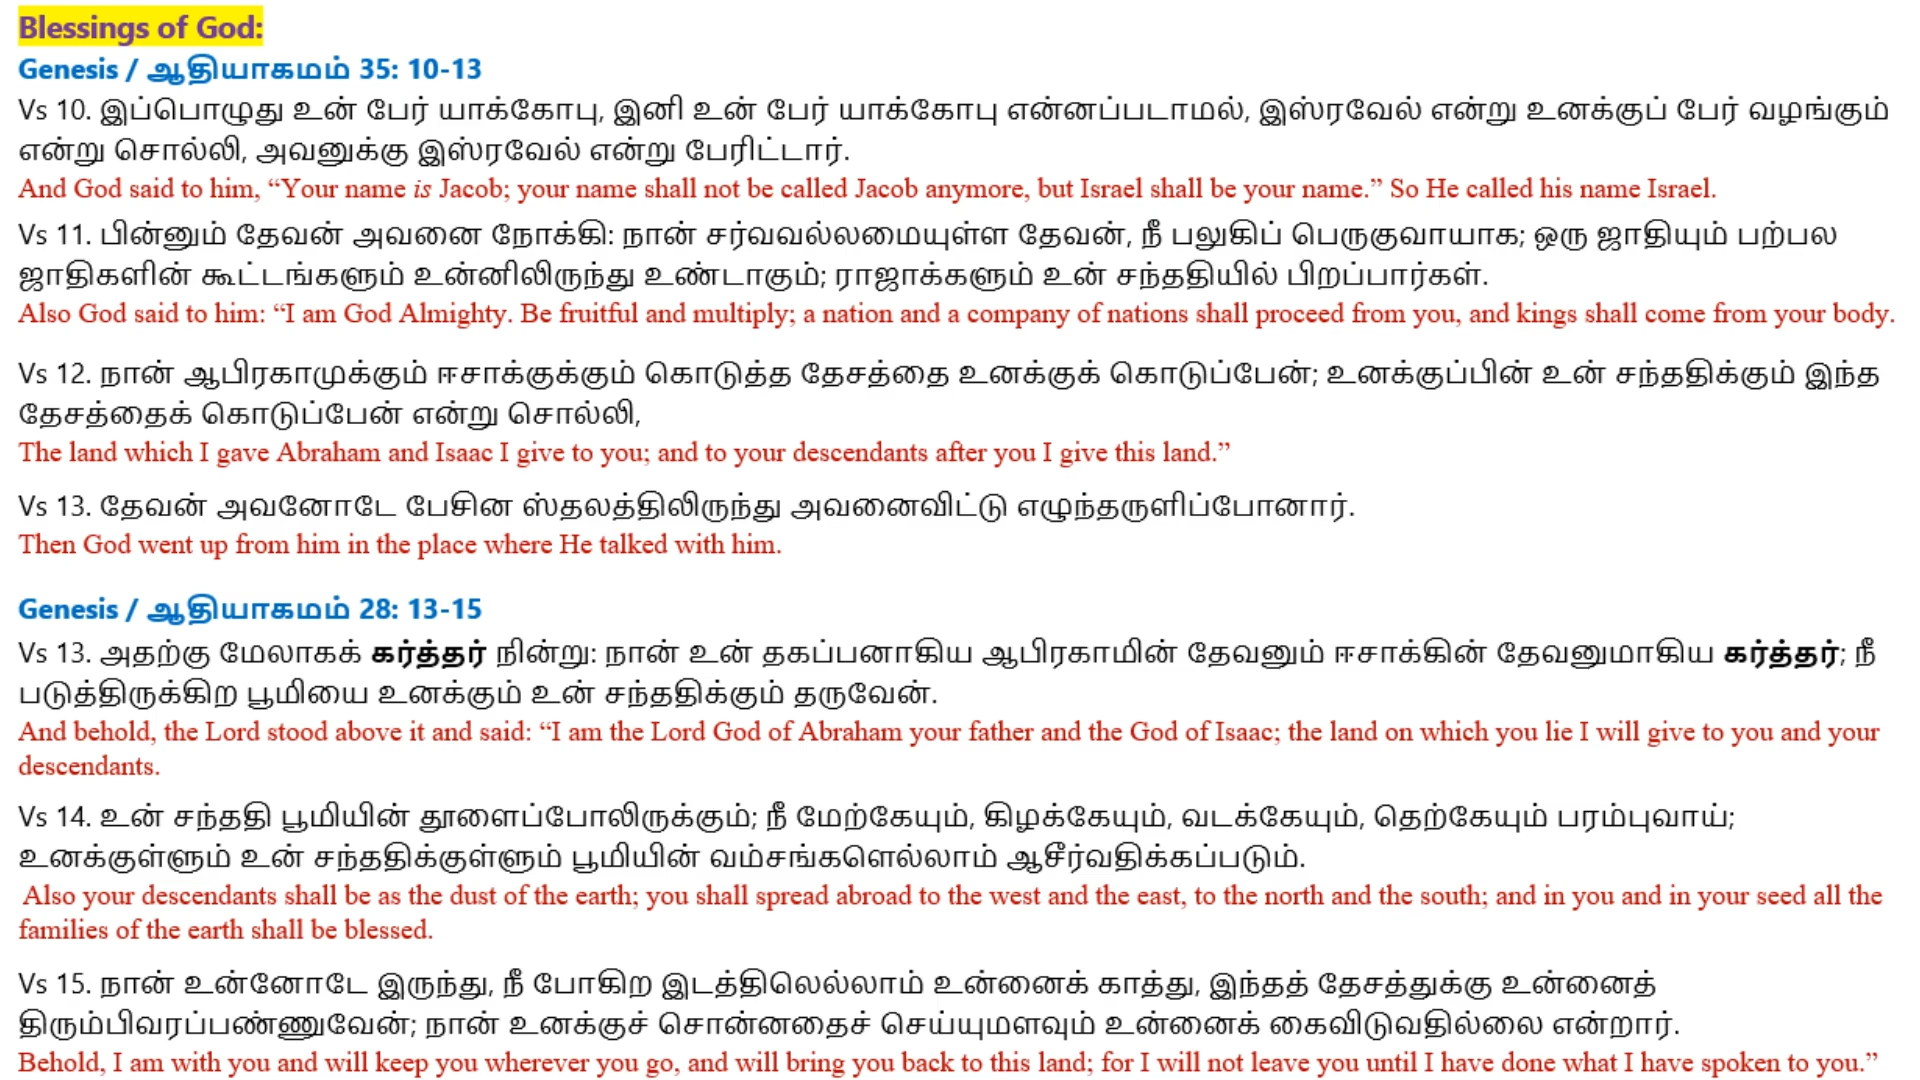 Blessings of God:
Genesis / ஆதியாகமம் 35: 10-13
Vs 10. இப்பொழுது உன் பேர் யாக்கோபு, இனி உன் பேர் யாக்கோபு என்னப்படாமல், இஸ்ரவேல் என்று உனக்குப் பேர் வழங்கும்
என்று சொல்லி, அவனுக்கு இஸ்ரவேல் என்று பேரிட்டார்.
And God said to him, “Your name is Jacob; your name shall not be called Jacob anymore, but Israel shall be your name.” So He called his name Israel.
Vs 11. பின்னும் தேவன் அவனை நோக்கி: நான் சர்வவல்லமையுள்ள தேவன், நீ பலுகிப் பெருகுவாயாக; ஒரு ஜாதியும் பற்பல
ஜாதிகளின் கூட்டங்களும் உன்னிலிருந்து உண்டாகும்; ராஜாக்களும் உன் சந்ததியில் பிறப்பார்கள்.
Also God said to him: “I am God Almighty. Be fruitful and multiply; a nation and a company of nations shall proceed from you, and kings shall come from your body.
Vs 12. நான் ஆபிரகாமுக்கும் ஈசாக்குக்கும் கொடுத்த தேசத்தை உனக்குக் கொடுப்பேன்; உனக்குப்பின் உன் சந்ததிக்கும் இந்த
தேசத்தைக் கொடுப்பேன் என்று சொல்லி,
The land which I gave Abraham and Isaac I give to you; and to your descendants after you I give this land.”
Vs 13. தேவன் அவனோடே பேசின ஸ்தலத்திலிருந்து அவனைவிட்டு எழுந்தருளிப்போனார்.
Then God went up from him in the place where He talked with him.
Genesis / ஆதியாகமம் 28: 13-15
Vs 13. அதற்கு மேலாகக் கர்த்தர் நின்று: நான் உன் தகப்பனாகிய ஆபிரகாமின் தேவனும் ஈசாக்கின் தேவனுமாகிய கர்த்தர்; நீ
படுத்திருக்கிற பூமியை உனக்கும் உன் சந்ததிக்கும் தருவேன்.
And behold, the Lord stood above it and said: “I am the Lord God of Abraham your father and the God of Isaac; the land on which you lie I will give to you and your
descendants.
Vs 14. உன் சந்ததி பூமியின் தூளைப்போலிருக்கும்; நீ மேற்கேயும், கிழக்கேயும், வடக்கேயும், தெற்கேயும் பரம்புவாய்;
உனக்குள்ளும் உன் சந்ததிக்குள்ளும் பூமியின் வம்சங்களெல்லாம் ஆசீர்வதிக்கப்படும்.
Also your descendants shall be as the dust of the earth; you shall spread abroad to the west and the east, to the north and the south; and in you and in your seed all the
families of the earth shall be blessed.
Vs 15. நான் உன்னோடே இருந்து, நீ போகிற இடத்திலெல்லாம் உன்னைக் காத்து, இந்தத் தேசத்துக்கு உன்னைத்
திரும்பிவரப்பண்ணுவேன்; நான் உனக்குச் சொன்னதைச் செய்யுமளவும் உன்னைக் கைவிடுவதில்லை என்றார்.
Behold, I am with you and will keep you wherever you go, and will bring you back to this land; for I will not leave you until I have done what I have spoken to you.”